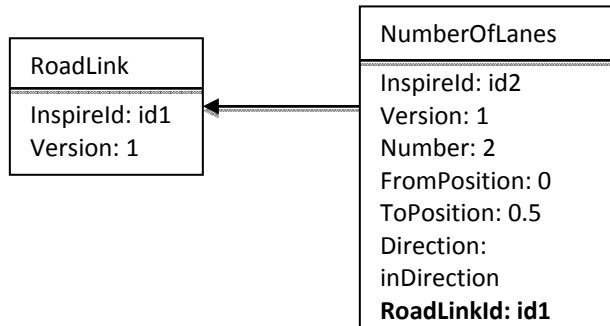 RoadLink
InspireId: id1
Version: 1
NumberOfLanes
InspireId: id2
Version: 1
Number: 2
FromPosition: 0
ToPosition: 0.5
Direction:
inDirection
RoadLinkId: id1